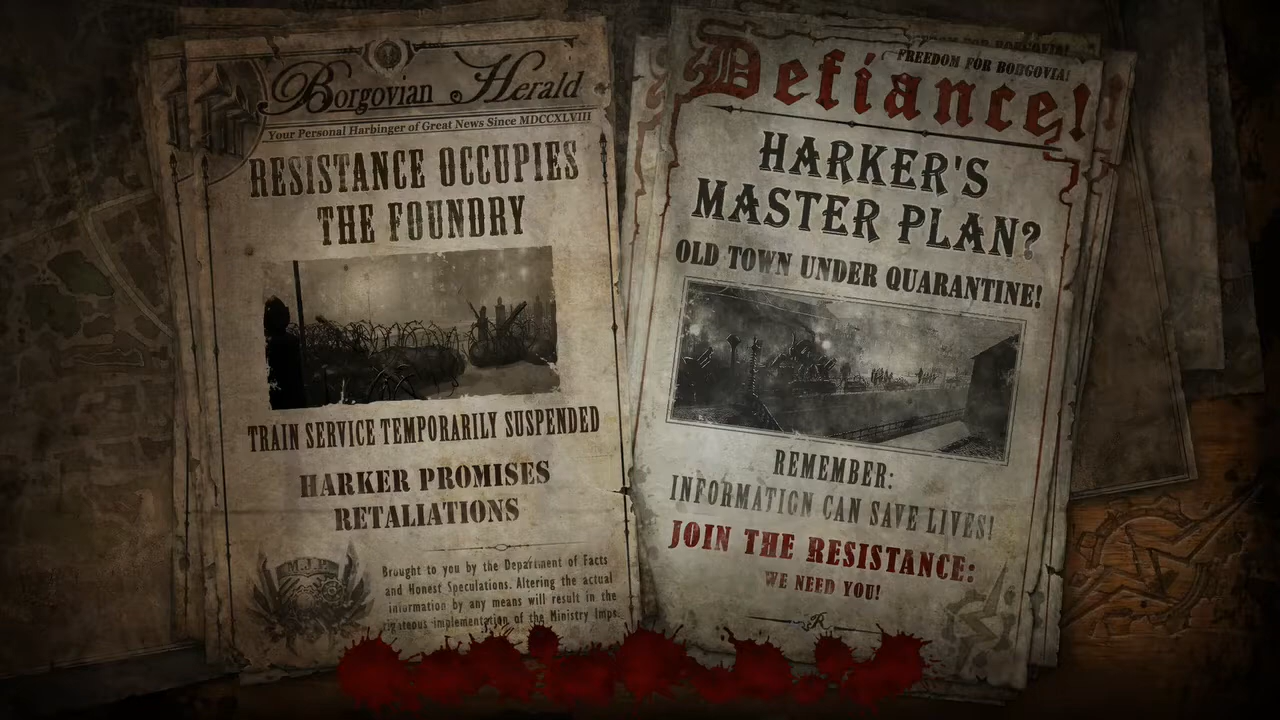 Borgovian Herald
Your Personal Harbinger of Great News Since MDCCXLVIII
RESISTANCE OCCUPIES
THE FOUNDRY
TRAIN SERVICE TEMPORARILY SUSPENDED
HARKER PROMISES
RETALIATIONS
M.J.P.
Brought to you by the Department of Facts
and Honest Speculations. Altering the actual
information by any means will result in the
righteous implementation of the Ministry Imps.
FREEDOM FOR BORGOVIA!
Defiance!
HARKER'S
MASTER PLAN?
OLD TOWN UNDER QUARANTINE!
REMEMBER:
INFORMATION CAN SAVE LIVES!
JOIN THE RESISTANCE:
WE NEED YOU!
R